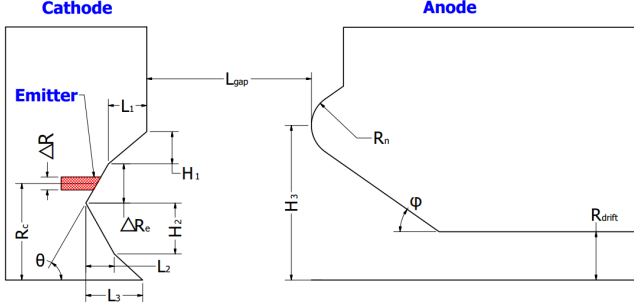 Cathode
Anode
Emitter
L₁
Lgap
Rn
ΔR
H₁
H₃
φ
Rc
ΔRe
H₂
Rdrift
θ
L₂
L₃